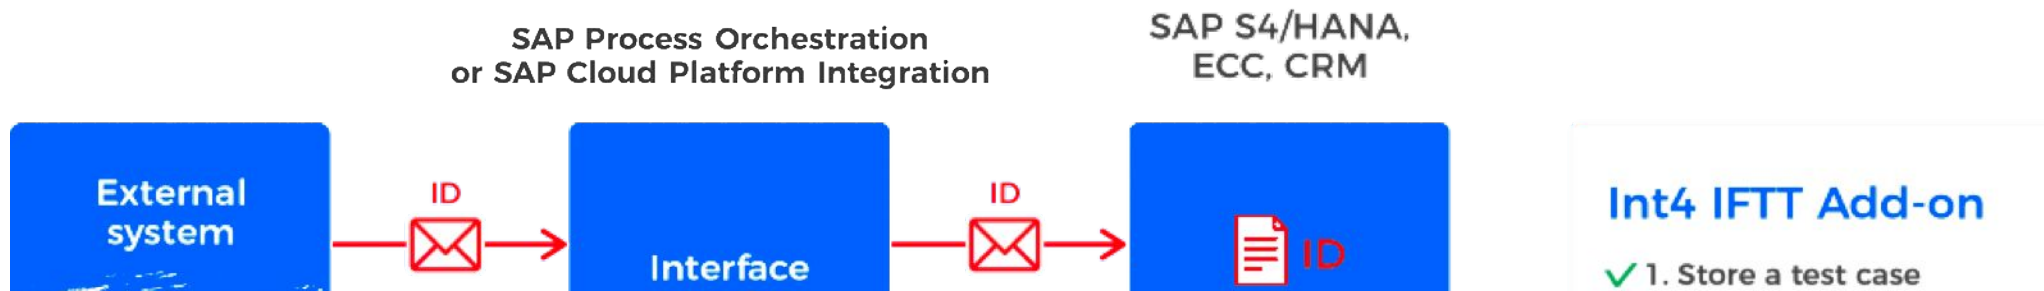 SAP Process Orchestration
or SAP Cloud Platform Integration
SAP S4/HANA,
ECC, CRM
External
system
ID
Interface
ID
ID
Int4 IFTT Add-on
✓ 1. Store a test case